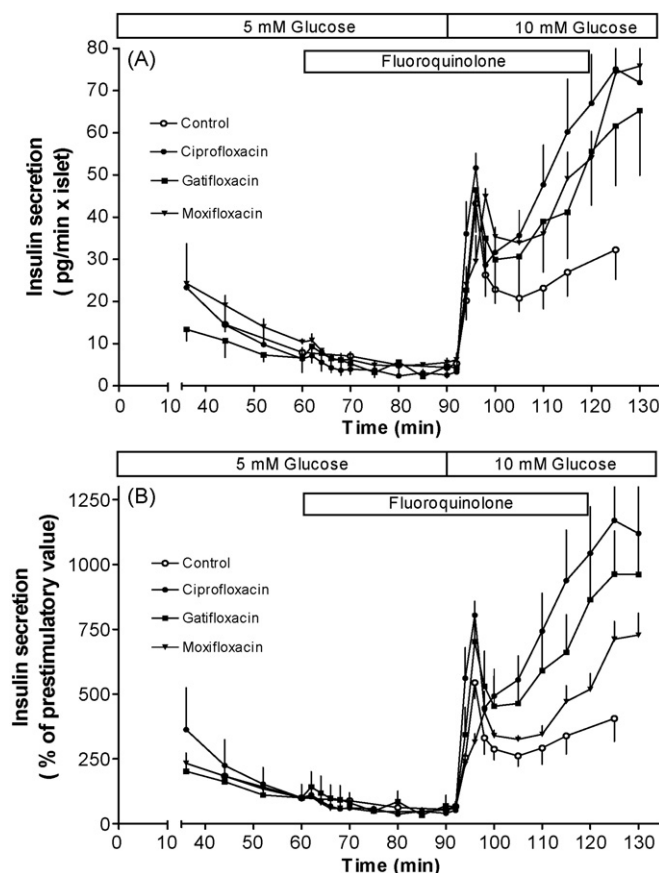 5 mM Glucose 10 mM Glucose
(A) Fluoroquinolone
Insulin secretion
( pg/min x islet)
80
70
60
50
40
30
20
10
0
Control
Ciprofloxacin
Gatifloxacin
Moxifloxacin
0 10 40 50 60 70 80 90 100 110 120 130
Time (min)
5 mM Glucose 10 mM Glucose
(B) Fluoroquinolone
Insulin secretion
( % of prestimulatory value)
1250
1000
750
500
250
0
Control
Ciprofloxacin
Gatifloxacin
Moxifloxacin
0 10 40 50 60 70 80 90 100 110 120 130
Time (min)